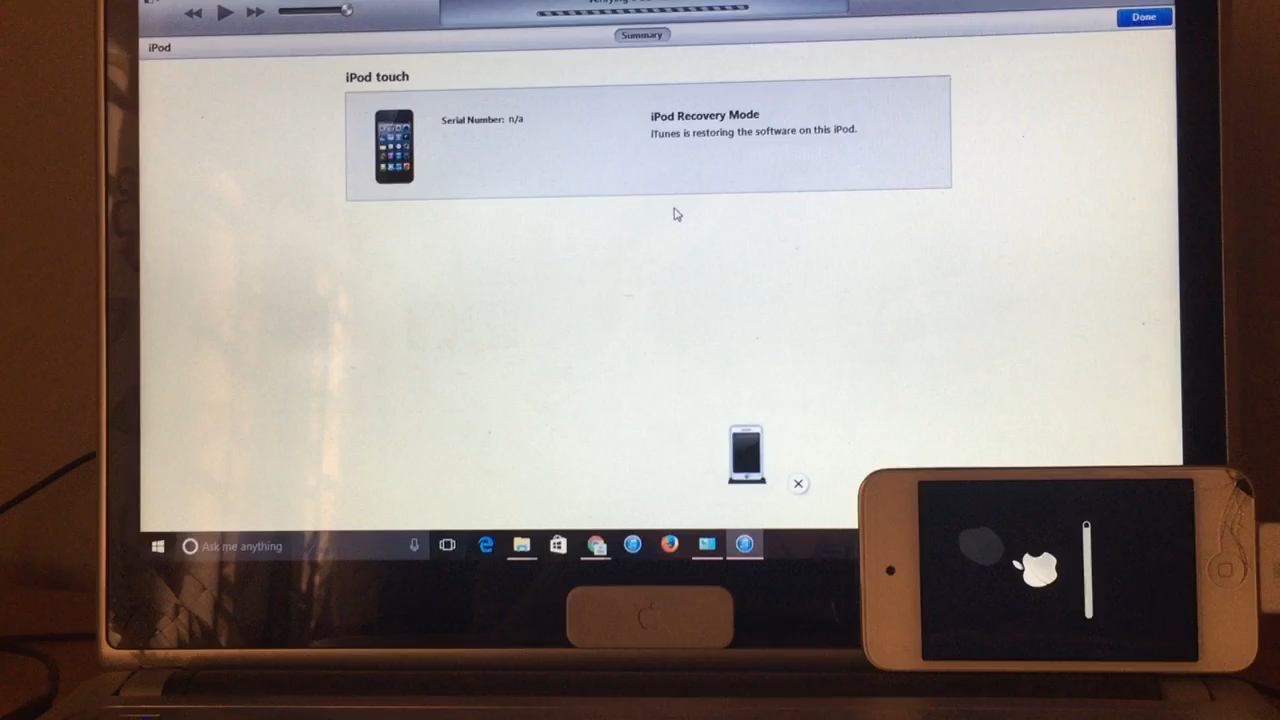 Done
Summary
iPod
iPod touch
Serial Number: n/a
iPod Recovery Mode
iTunes is restoring the software on this iPod.
Ask me anything